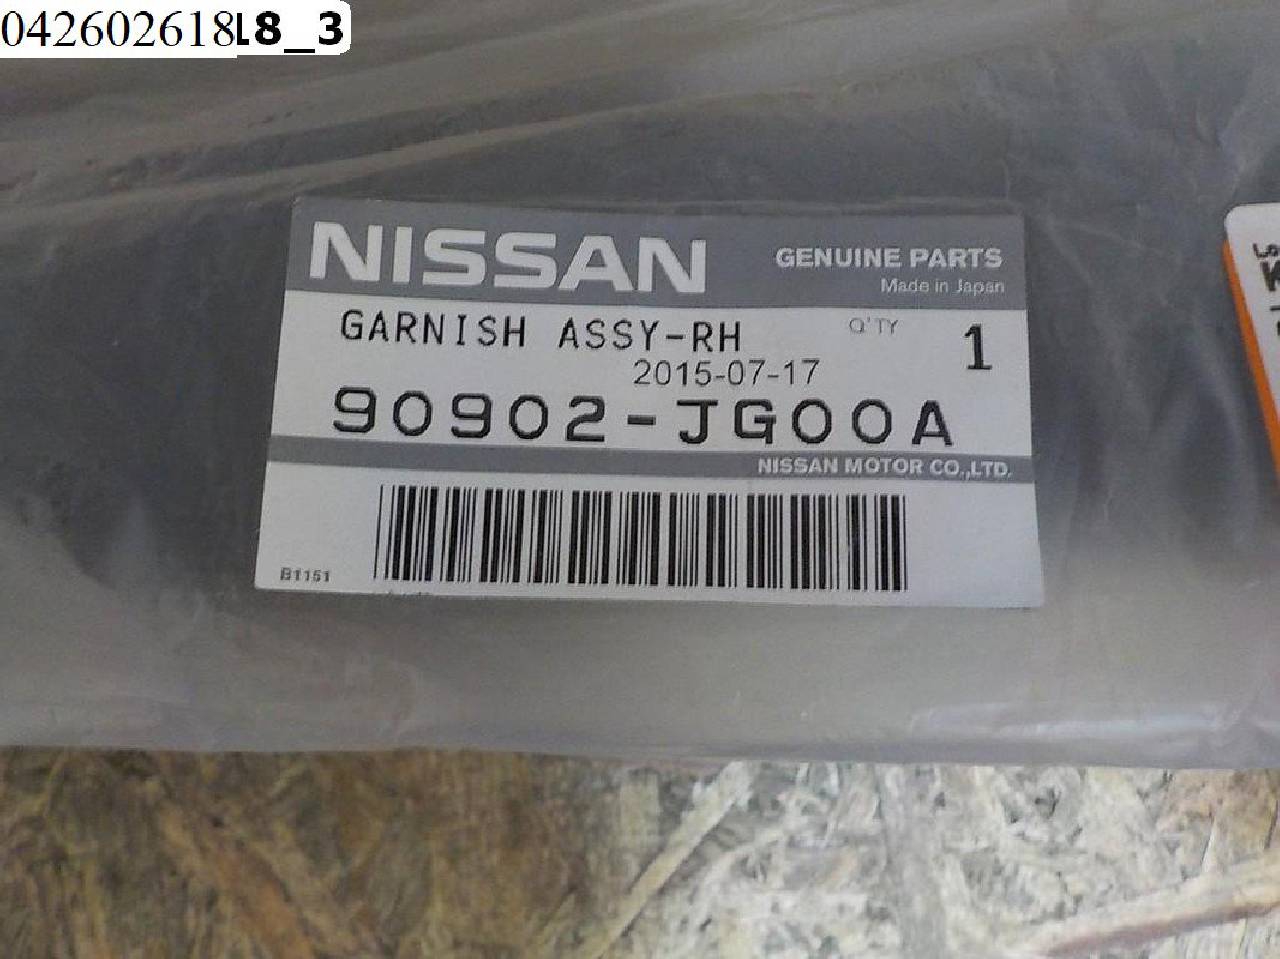 042602618L8_3
NISSAN
GENUINE PARTS
Made in Japan
GARNISH ASSY-RH
Q'TY 1
2015-07-17
90902-JG00A
NISSAN MOTOR CO.,LTD.
B1151